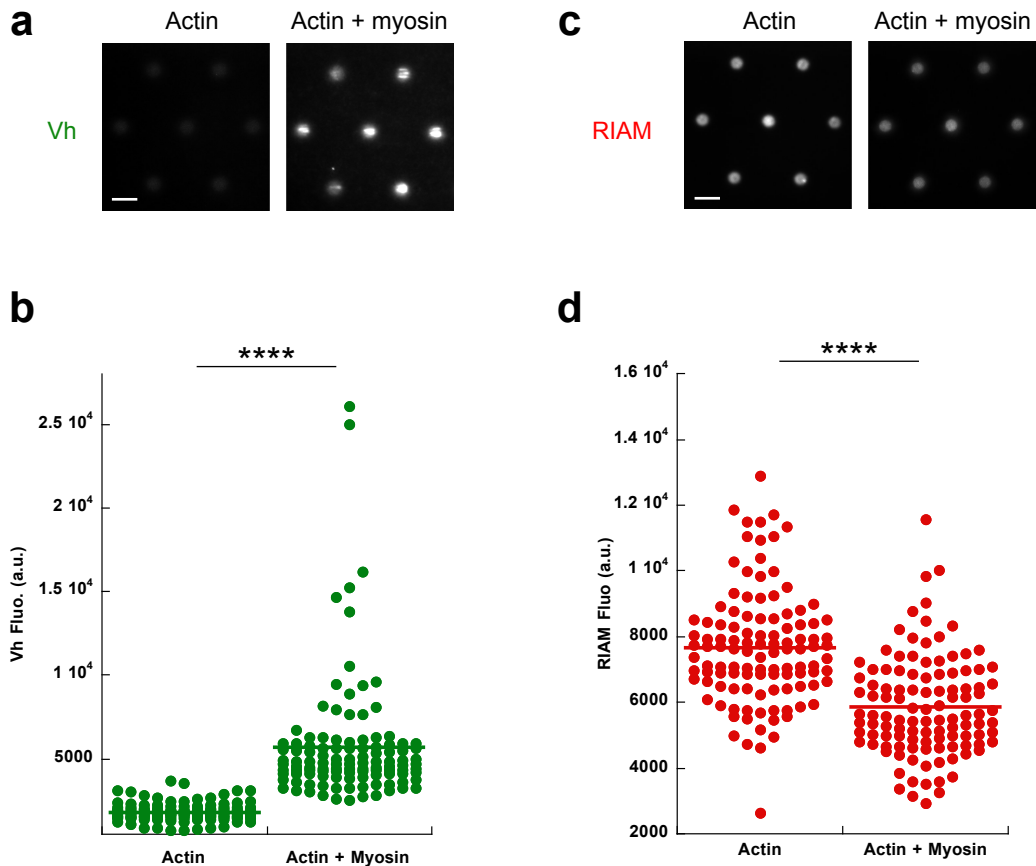 a
Actin
Actin + myosin
Vh
c
Actin
Actin + myosin
RIAM
b
****
2.5 10⁴
2 10⁴
1.5 10⁴
1 10⁴
5000
Vh Fluo. (a.u.)
Actin
Actin + Myosin
d
****
1.6 10⁴
1.4 10⁴
1.2 10⁴
1 10⁴
8000
6000
4000
2000
RIAM Fluo (a.u.)
Actin
Actin + Myosin